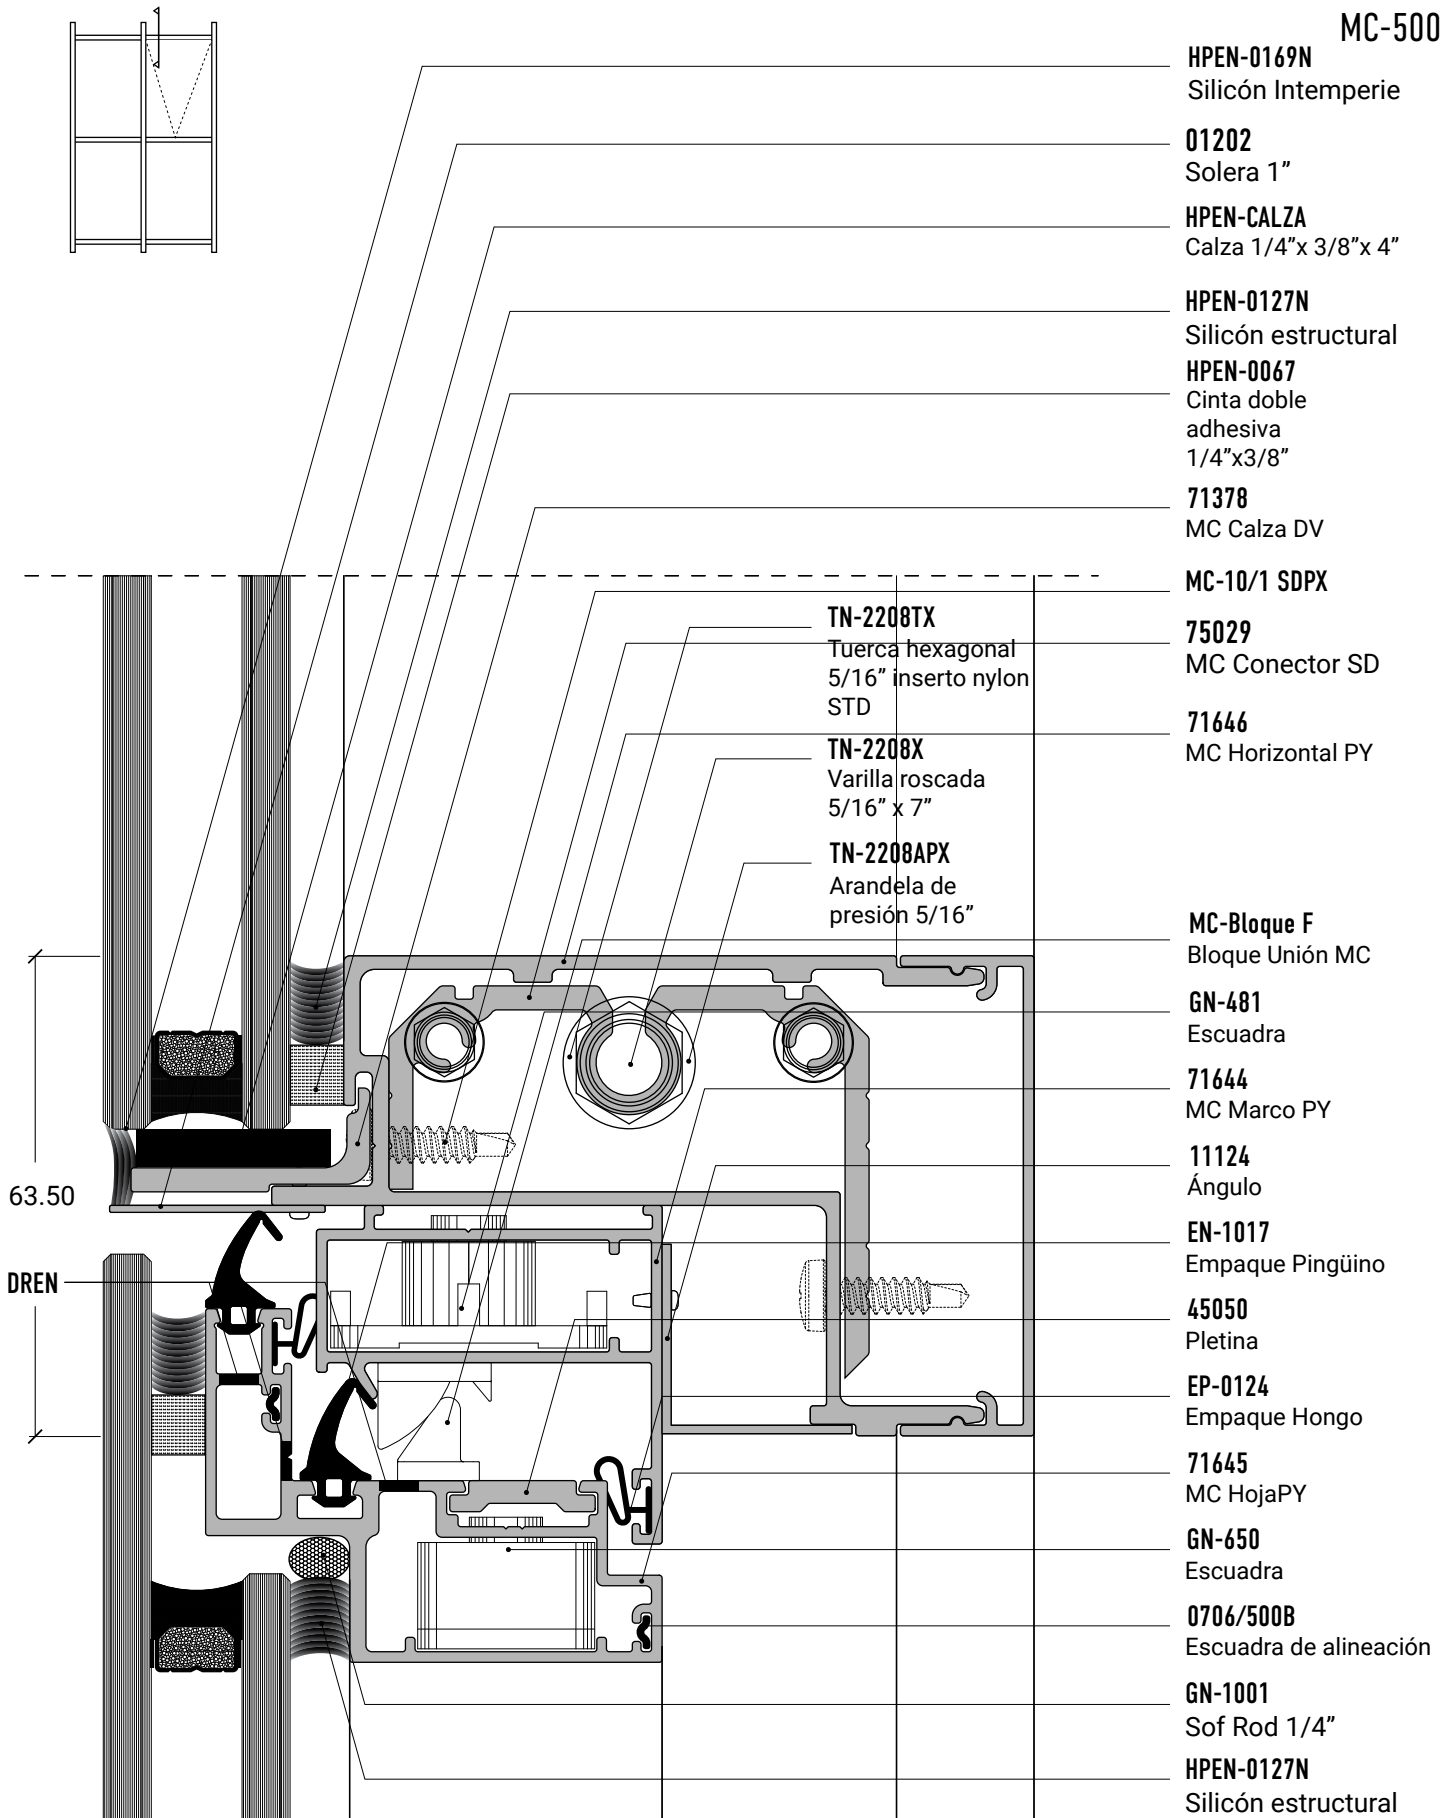 MC-500
HPEN-0169N
Silicón Intemperie
01202
Solera 1”
HPEN-CALZA
Calza 1/4”x 3/8”x 4”
HPEN-0127N
Silicón estructural
HPEN-0067
Cinta doble
adhesiva
1/4”x3/8”
71378
MC Calza DV
MC-10/1 SDPX
TN-2208TX
Tuerca hexagonal
5/16” inserto nylon
STD
75029
MC Conector SD
71646
MC Horizontal PY
TN-2208X
Varilla roscada
5/16” x 7”
TN-2208APX
Arandela de
presión 5/16”
MC-Bloque F
Bloque Unión MC
GN-481
Escuadra
71644
MC Marco PY
11124
Ángulo
63.50
EN-1017
Empaque Pingüino
DREN
45050
Pletina
EP-0124
Empaque Hongo
71645
MC HojaPY
GN-650
Escuadra
0706/500B
Escuadra de alineación
GN-1001
Sof Rod 1/4”
HPEN-0127N
Silicón estructural